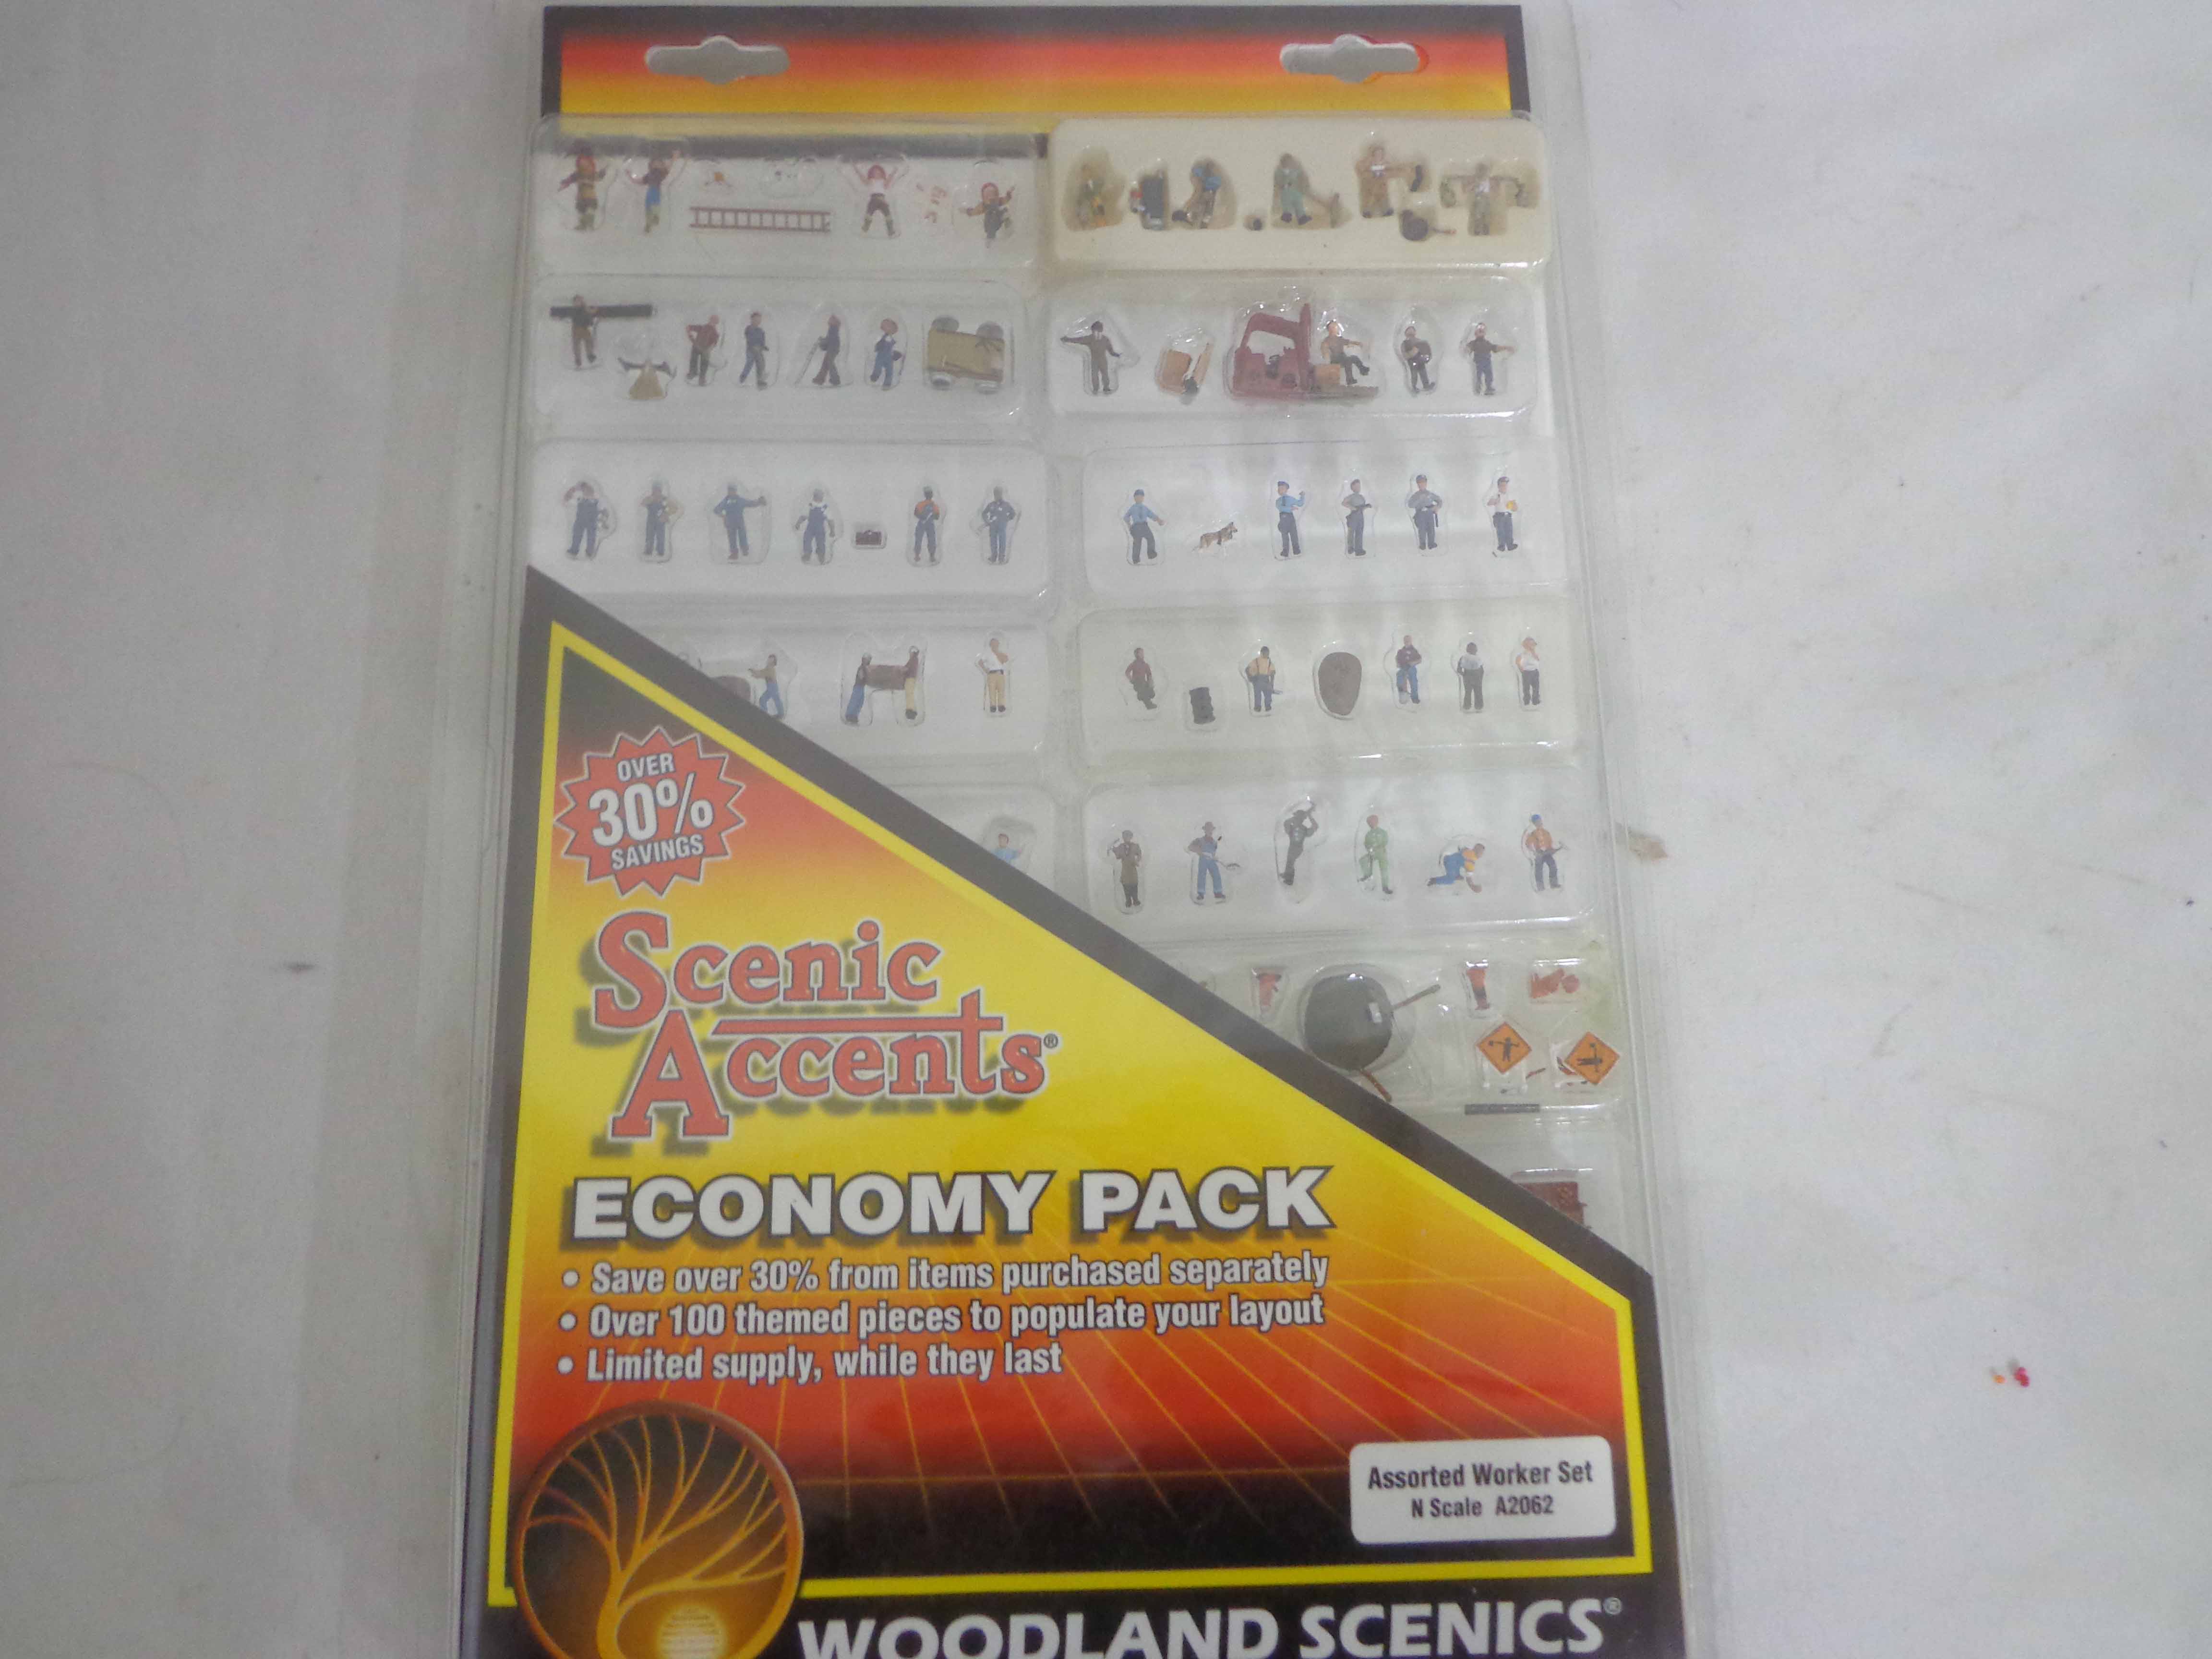 OVER
30%
SAVINGS
Scenic
Accents®
ECONOMY PACK
• Save over 30% from items purchased separately
• Over 100 themed pieces to populate your layout
• Limited supply, while they last
Assorted Worker Set
N Scale A2062
WOODLAND SCENICS®